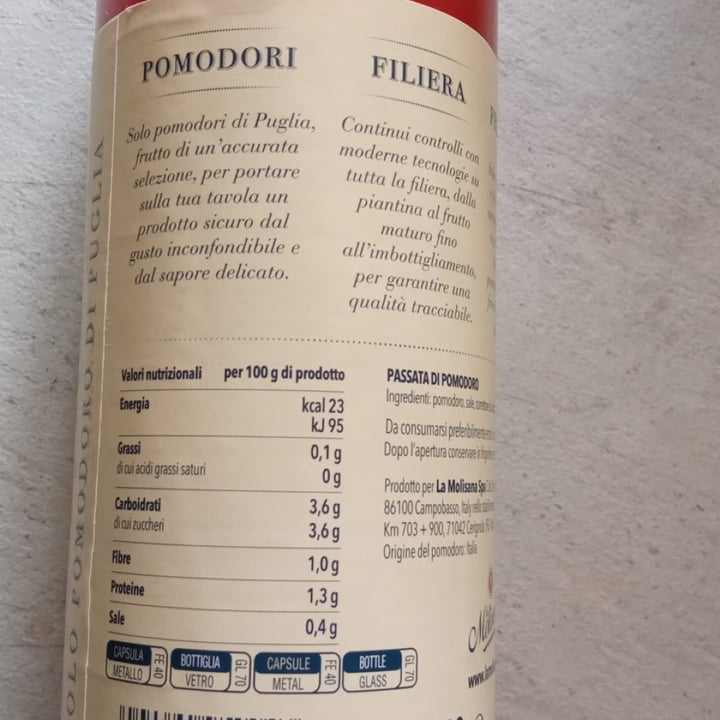 POMODORI
Solo pomodori di Puglia,
frutto di un'accurata
selezione, per portare
sulla tua tavola un
prodotto sicuro dal
gusto inconfondibile e
dal sapore delicato.
FILIERA
Continui controlli con
moderne tecnologie su
tutta la filiera, dalla
piantina al frutto
maturo fino
all'imbottigliamento,
per garantire una
qualità tracciabile.
OLO POMODORO DI PUGLIA
Valori nutrizionali per 100 g di prodotto
Energia kcal 23
kJ 95
Grassi 0,1 g
di cui acidi grassi saturi 0 g
Carboidrati 3,6 g
di cui zuccheri 3,6 g
Fibre 1,0 g
Proteine 1,3 g
Sale 0,4 g
PASSATA DI POMODORO
Ingredienti: pomodoro, sale,
Da consumarsi preferibilmente
Dopo l'apertura conservare in
Prodotto per La Molisana Spa
86100 Campobasso, Italy nello
Km 703 + 900, 71042 Cerignola
Origine del pomodoro: Italia
CAPSULA FE 40
METALLO
BOTTIGLIA GL 70
VETRO
CAPSULE FE 40
METAL
BOTTLE GL 70
GLASS